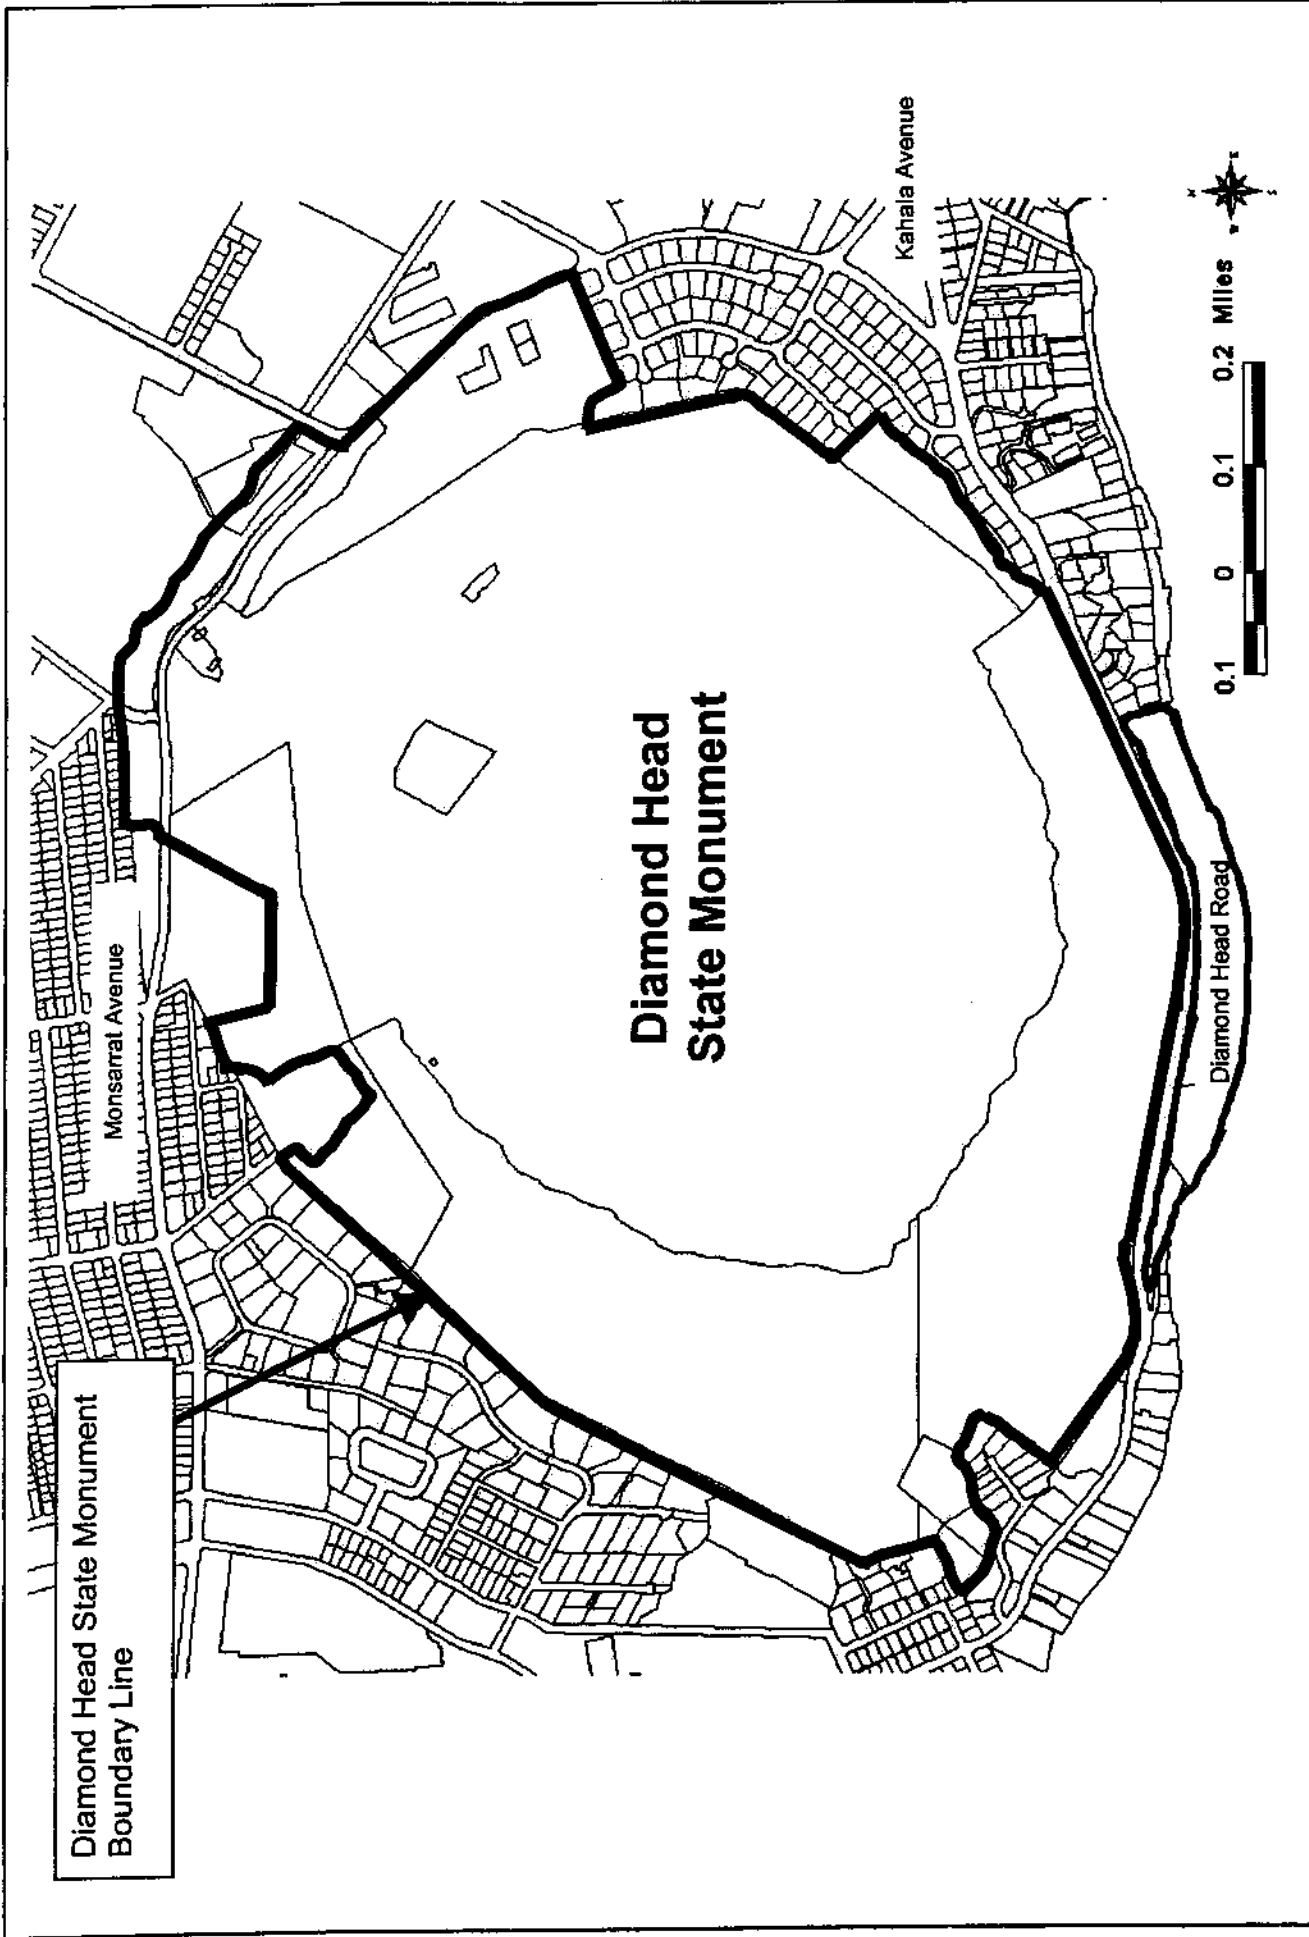 Diamond Head State Monument
Boundary Line
Monsarrat Avenue
Diamond Head
State Monument
Kahala Avenue
Diamond Head Road
0.1 0 0.1 0.2 Miles
N
W E
S